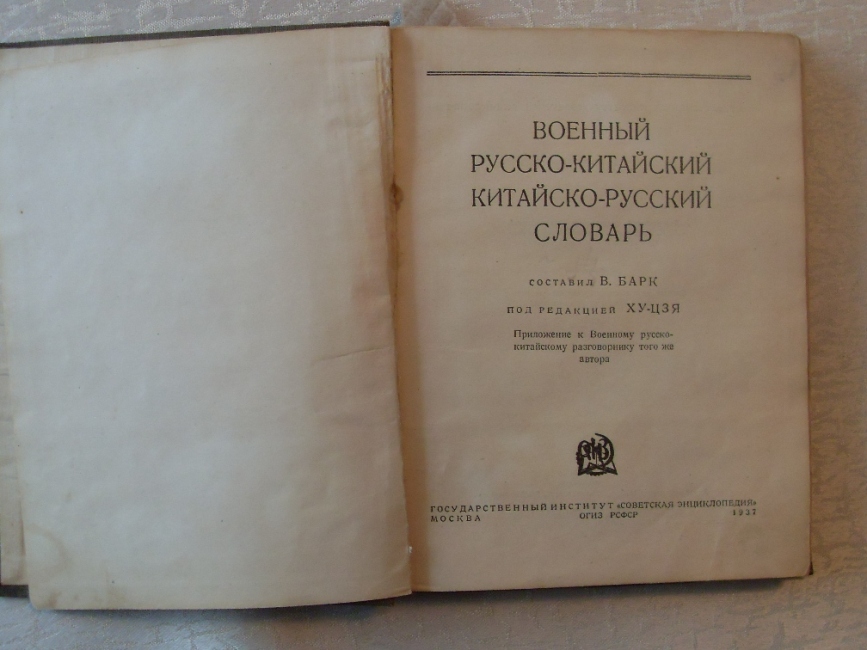 ВОЕННЫЙ
РУССКО-КИТАЙСКИЙ
КИТАЙСКО-РУССКИЙ
СЛОВАРЬ
СОСТАВИЛ В. БАРК
ПОД РЕДАКЦИЕЙ ХУ-ЦЗЯ
Приложение к Военному русско-
китайскому разговорнику того же
автора
ГОСУДАРСТВЕННЫЙ ИНСТИТУТ «СОВЕТСКАЯ ЭНЦИКЛОПЕДИЯ»
МОСКВА ОГИЗ РСФСР 1937